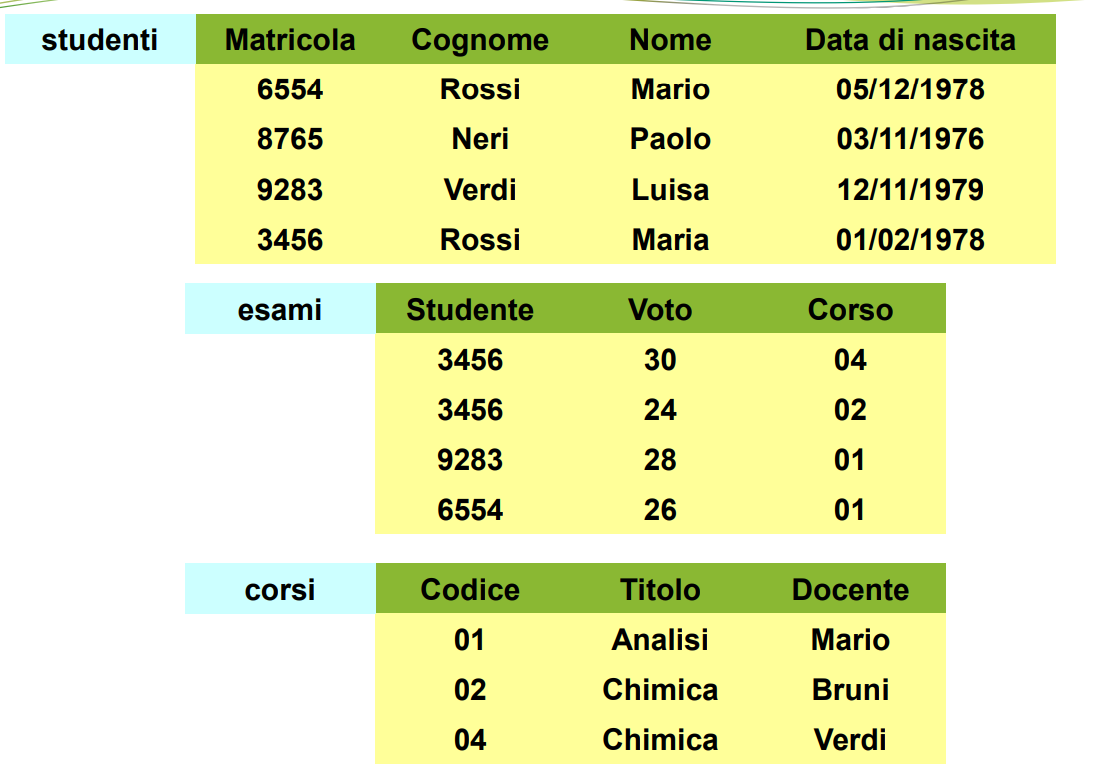 studenti Matricola Cognome Nome Data di nascita
6554 Rossi Mario 05/12/1978
8765 Neri Paolo 03/11/1976
9283 Verdi Luisa 12/11/1979
3456 Rossi Maria 01/02/1978
esami Studente Voto Corso
3456 30 04
3456 24 02
9283 28 01
6554 26 01
corsi Codice Titolo Docente
01 Analisi Mario
02 Chimica Bruni
04 Chimica Verdi